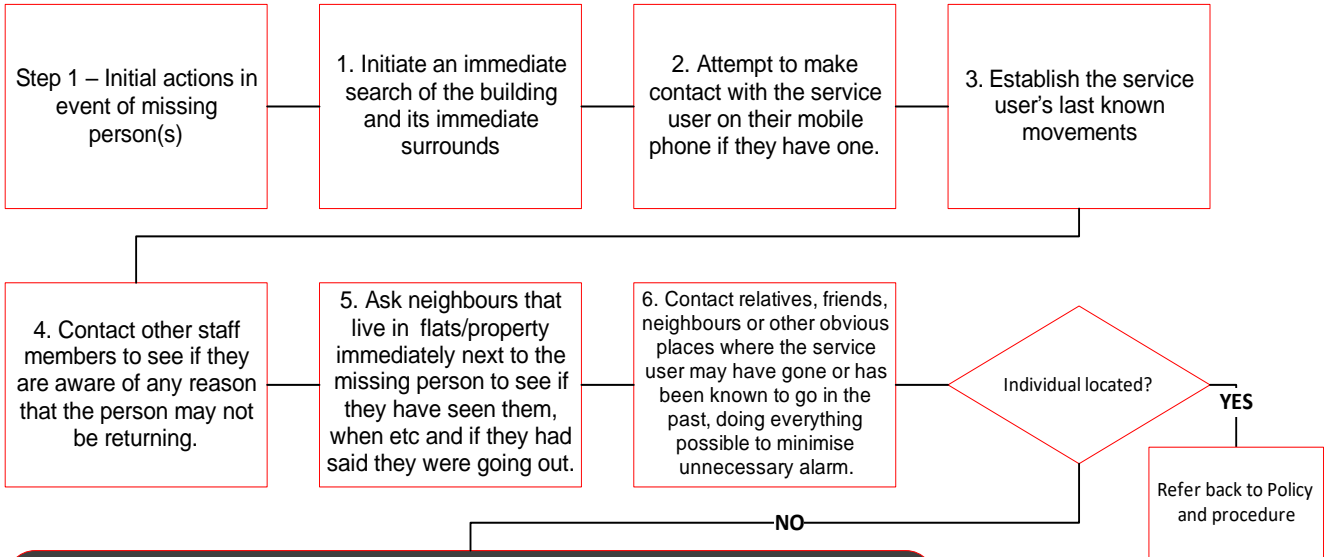 Step 1 – Initial actions in
event of missing
person(s)
1. Initiate an immediate
search of the building
and its immediate
surrounds
2. Attempt to make
contact with the service
user on their mobile
phone if they have one.
3. Establish the service
user’s last known
movements
4. Contact other staff
members to see if they
are aware of any reason
that the person may not
be returning.
5. Ask neighbours that
live in  flats/property
immediately next to the
missing person to see if
they have seen them,
when etc and if they had
said they were going out.
6. Contact relatives, friends,
neighbours or other obvious
places where the service
user may have gone or has
been known to go in the
past, doing everything
possible to minimise
unnecessary alarm.
Individual located?
YES
Refer back to Policy
and procedure
NO